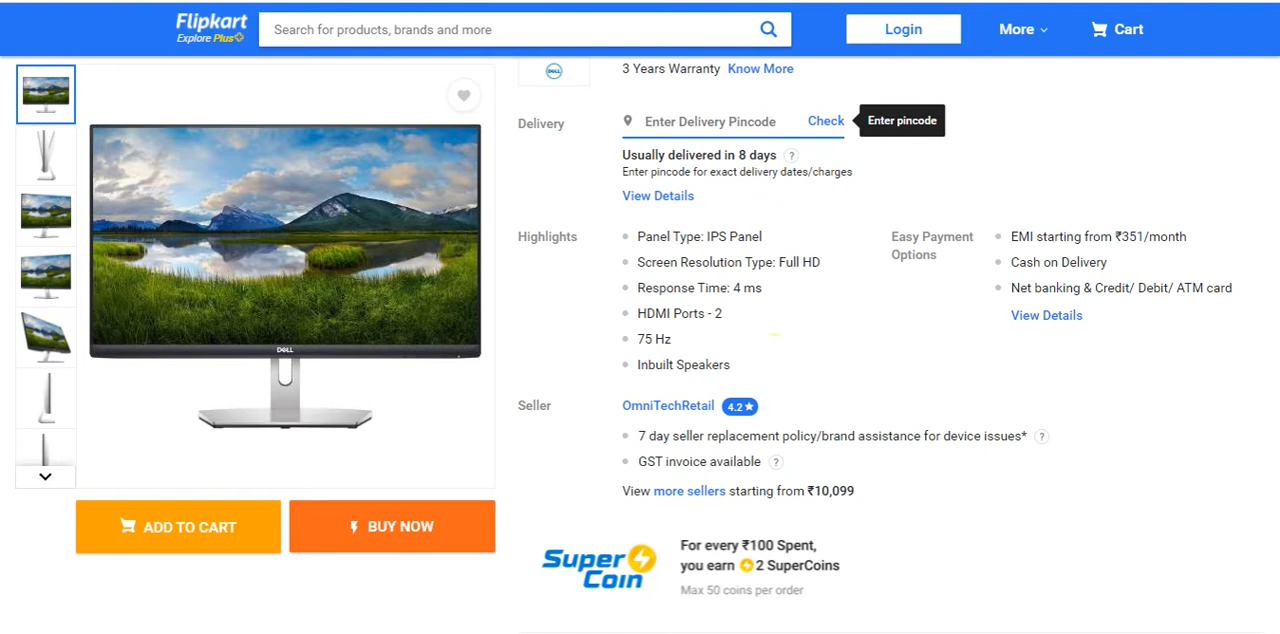 Flipkart
Explore Plus
Search for products, brands and more
Login
More
Cart
DELL
3 Years Warranty Know More
Delivery
Enter Delivery Pincode
Check
Enter pincode
Usually delivered in 8 days ?
Enter pincode for exact delivery dates/charges
View Details
Highlights
Panel Type: IPS Panel
Screen Resolution Type: Full HD
Response Time: 4 ms
HDMI Ports - 2
75 Hz
Inbuilt Speakers
Easy Payment
Options
EMI starting from ₹351/month
Cash on Delivery
Net banking & Credit/ Debit/ ATM card
View Details
DELL
Seller
OmniTechRetail 4.2★
7 day seller replacement policy/brand assistance for device issues* ?
GST invoice available ?
View more sellers starting from ₹10,099
ADD TO CART
BUY NOW
Super
Coin
For every ₹100 Spent,
you earn 2 SuperCoins
Max 50 coins per order